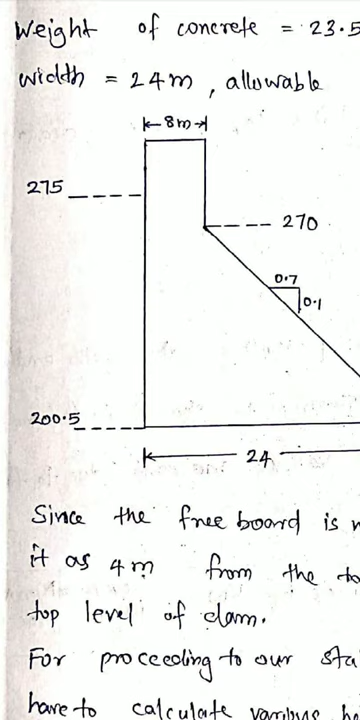 Weight of concrete = 23.5
width = 24m, allowable
8m
275
270
0.7
0.1
200.5
24
Since the free board is
it as 4m from the to
top level of dam.
For proceeding to our sta
have to calculate various